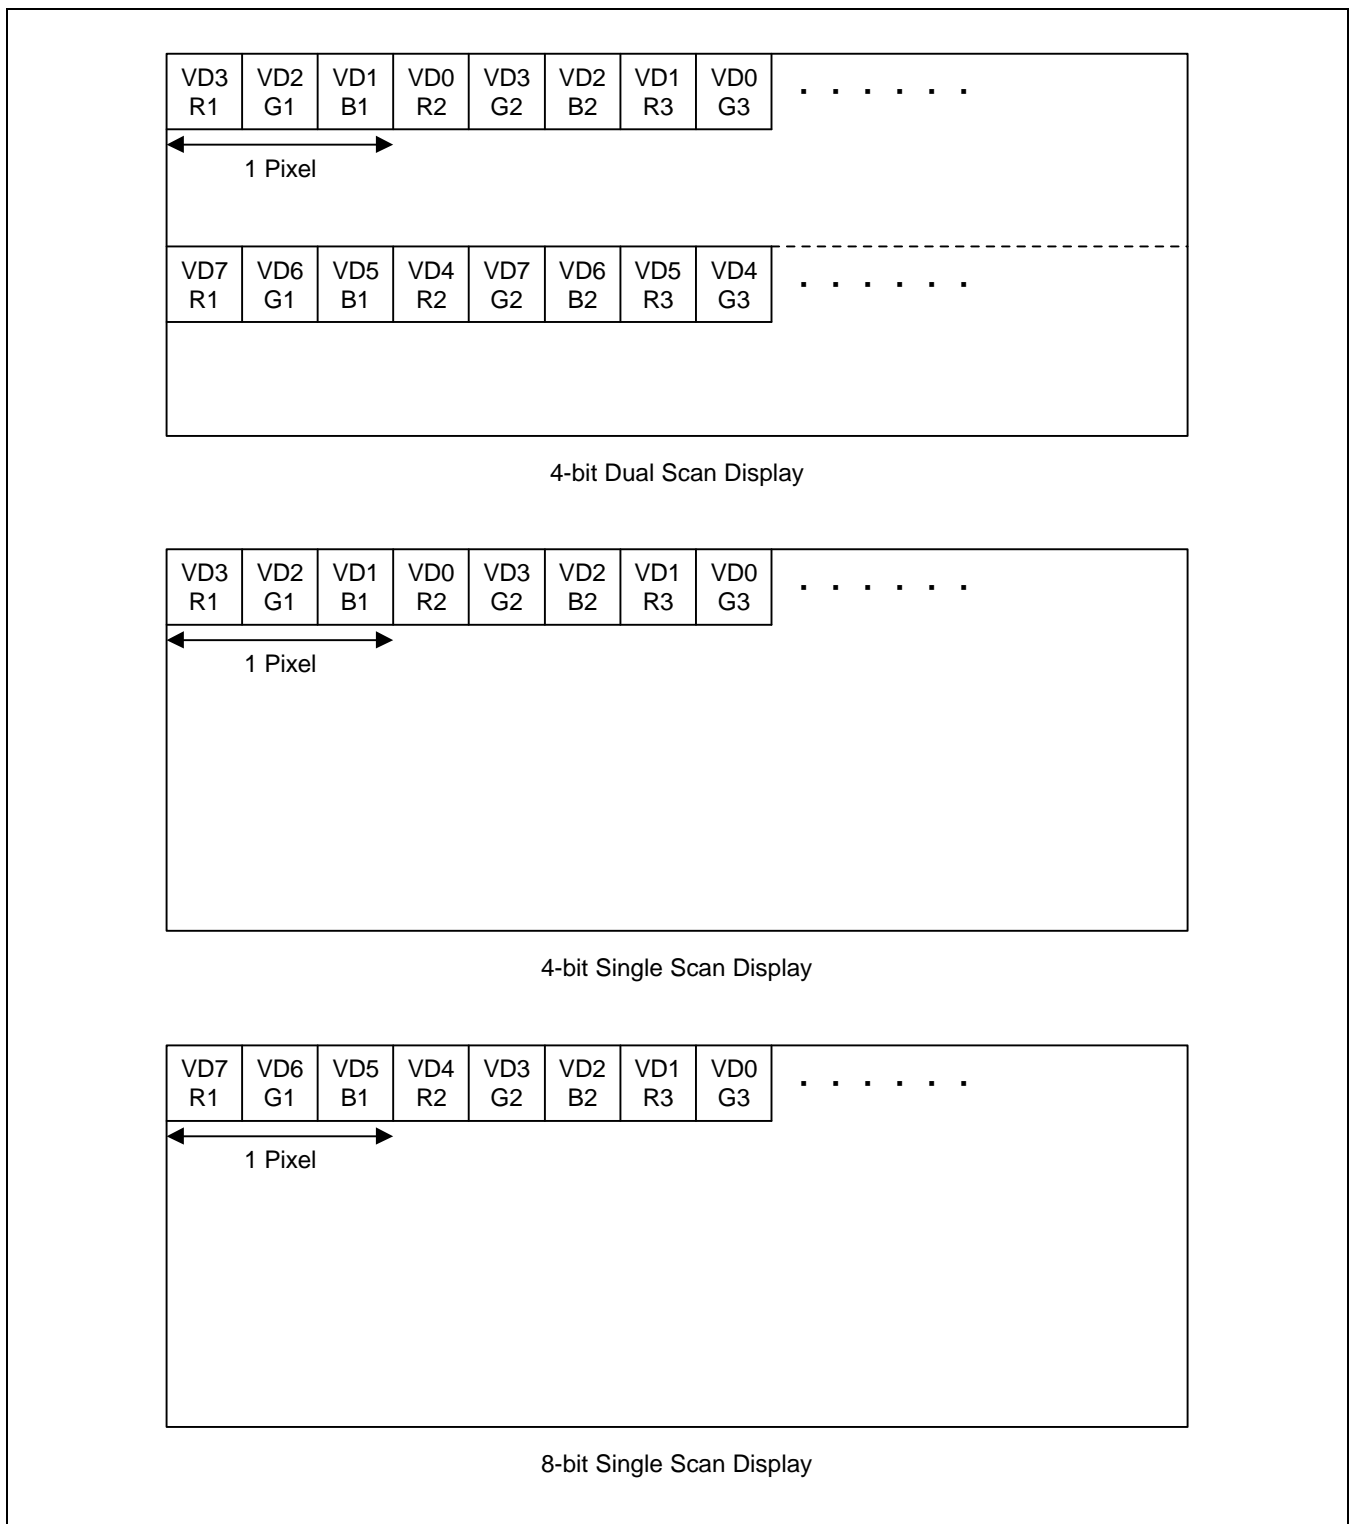 VD3 VD2 VD1 VD0 VD3 VD2 VD1 VD0 . . . . . .
R1 G1 B1 R2 G2 B2 R3 G3
1 Pixel
VD7 VD6 VD5 VD4 VD7 VD6 VD5 VD4 . . . . . .
R1 G1 B1 R2 G2 B2 R3 G3
4-bit Dual Scan Display
VD3 VD2 VD1 VD0 VD3 VD2 VD1 VD0 . . . . . .
R1 G1 B1 R2 G2 B2 R3 G3
1 Pixel
4-bit Single Scan Display
VD7 VD6 VD5 VD4 VD3 VD2 VD1 VD0 . . . . . .
R1 G1 B1 R2 G2 B2 R3 G3
1 Pixel
8-bit Single Scan Display